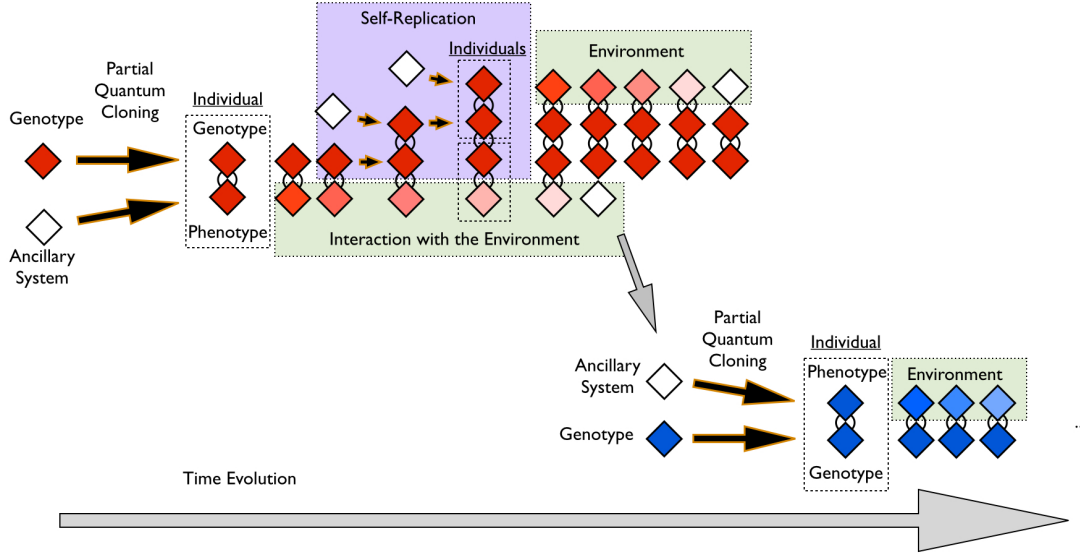 Self-Replication
Individuals
Environment
Partial
Quantum
Cloning
Genotype
Individual
Genotype
Phenotype
Ancillary
System
Interaction with the Environment
Partial
Quantum
Cloning
Individual
Ancillary
System
Phenotype
Environment
Genotype
..
Genotype
Time Evolution